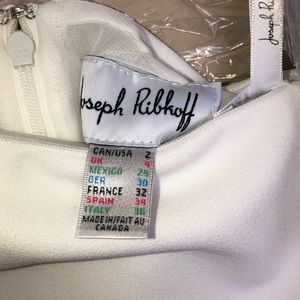 Joseph Ribkoff
Joseph Ri
CAN/USA 2
UK 4
MEXICO 24
GER 30
FRANCE 32
SPAIN 34
ITALY 36
MADE IN/FAIT AU
CANADA